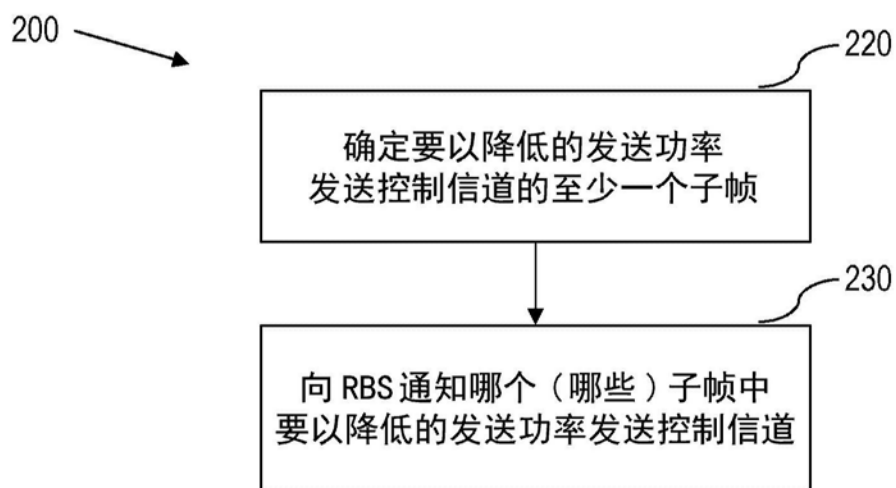 200
220
确定要以降低的发送功率
发送控制信道的至少一个子帧
230
向 RBS 通知哪个（哪些）子帧中
要以降低的发送功率发送控制信道